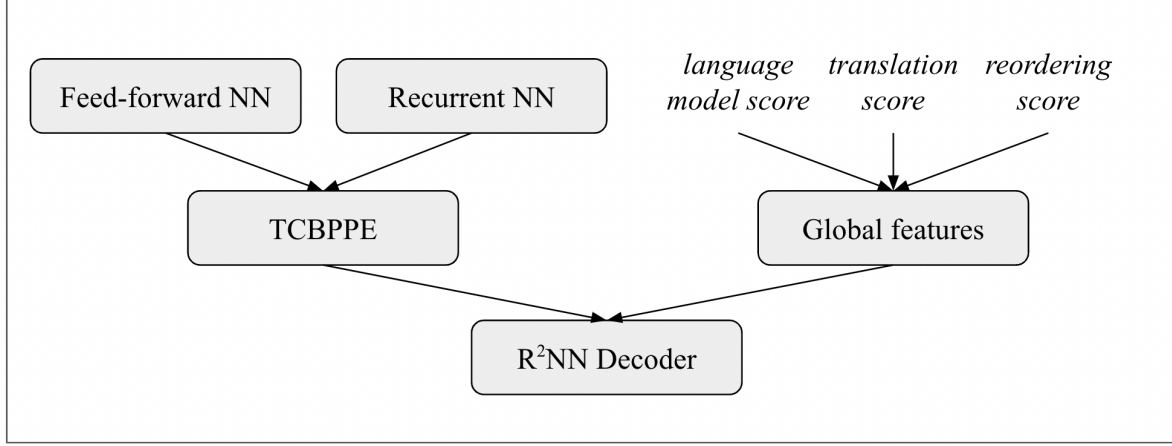 Feed-forward NN
Recurrent NN
language
model score
translation
score
reordering
score
TCBPPE
Global features
R²NN Decoder